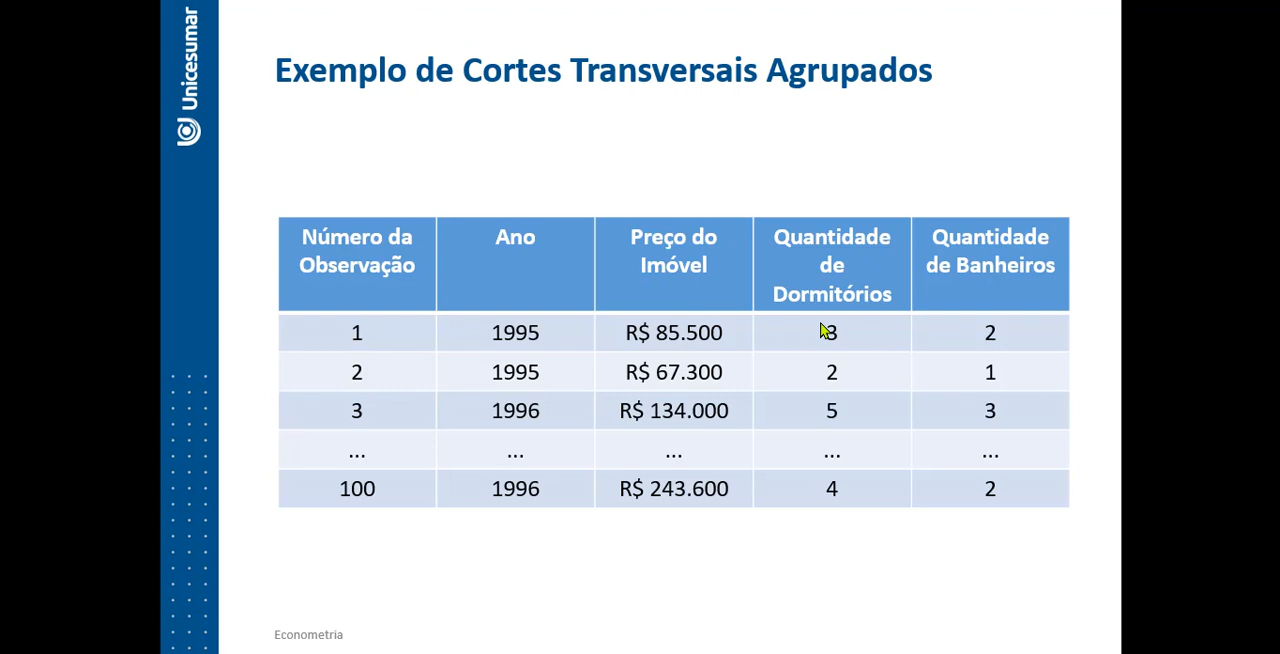 Unicesumar
Exemplo de Cortes Transversais Agrupados
Número da Observação Ano Preço do Imóvel Quantidade de Dormitórios Quantidade de Banheiros
1 1995 R$ 85.500 3 2
2 1995 R$ 67.300 2 1
3 1996 R$ 134.000 5 3
... ... ... ... ...
100 1996 R$ 243.600 4 2
Econometria